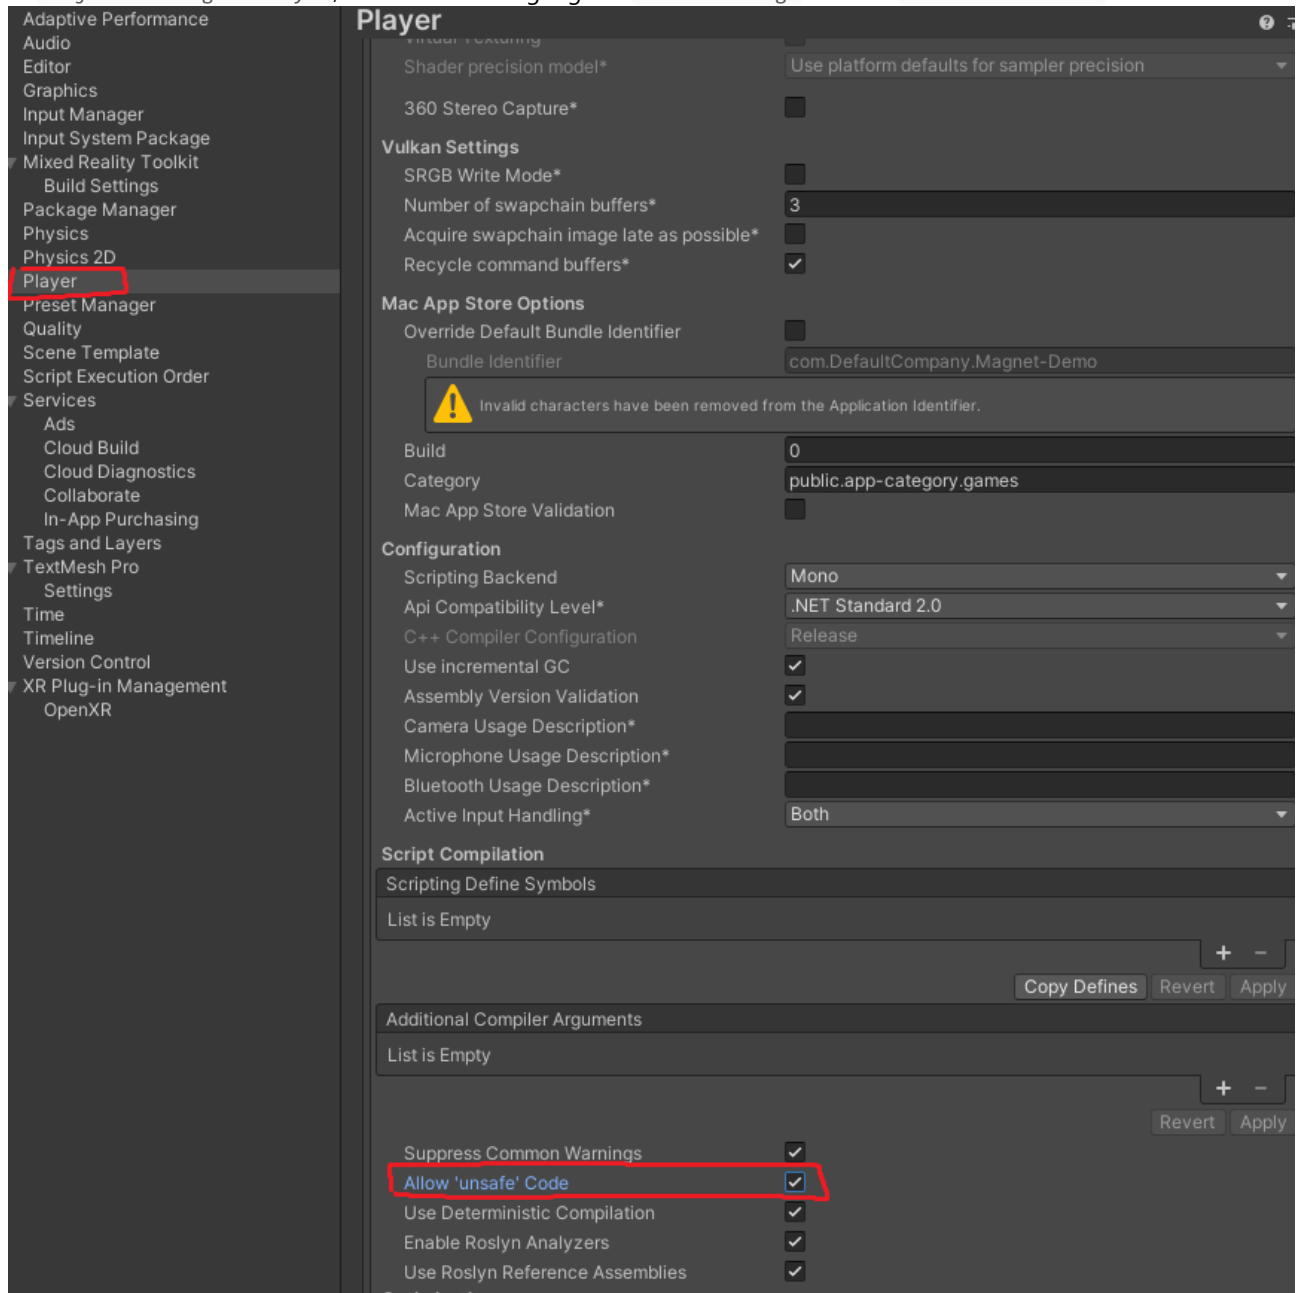 Adaptive Performance
Audio
Editor
Graphics
Input Manager
Input System Package
Mixed Reality Toolkit
Build Settings
Package Manager
Physics
Physics 2D
Player
Preset Manager
Quality
Scene Template
Script Execution Order
Services
Ads
Cloud Build
Cloud Diagnostics
Collaborate
In-App Purchasing
Tags and Layers
TextMesh Pro
Settings
Time
Timeline
Version Control
XR Plug-in Management
OpenXR
Player
Virtual Texturing
Shader precision model* Use platform defaults for sampler precision
360 Stereo Capture*
Vulkan Settings
SRGB Write Mode*
Number of swapchain buffers* 3
Acquire swapchain image late as possible*
Recycle command buffers*
Mac App Store Options
Override Default Bundle Identifier
Bundle Identifier com.DefaultCompany.Magnet-Demo
Invalid characters have been removed from the Application Identifier.
Build 0
Category public.app-category.games
Mac App Store Validation
Configuration
Scripting Backend Mono
Api Compatibility Level* .NET Standard 2.0
C++ Compiler Configuration Release
Use incremental GC
Assembly Version Validation
Camera Usage Description*
Microphone Usage Description*
Bluetooth Usage Description*
Active Input Handling* Both
Script Compilation
Scripting Define Symbols
List is Empty
+ −
Copy Defines Revert Apply
Additional Compiler Arguments
List is Empty
+ −
Revert Apply
Suppress Common Warnings
Allow 'unsafe' Code
Use Deterministic Compilation
Enable Roslyn Analyzers
Use Roslyn Reference Assemblies